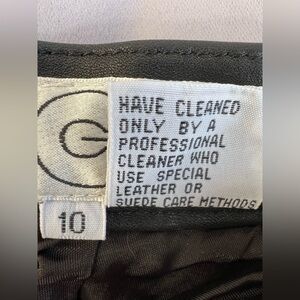 HAVE CLEANED
ONLY BY A
PROFESSIONAL
CLEANER WHO
USE SPECIAL
LEATHER OR
SUEDE CARE METHODS
G
10